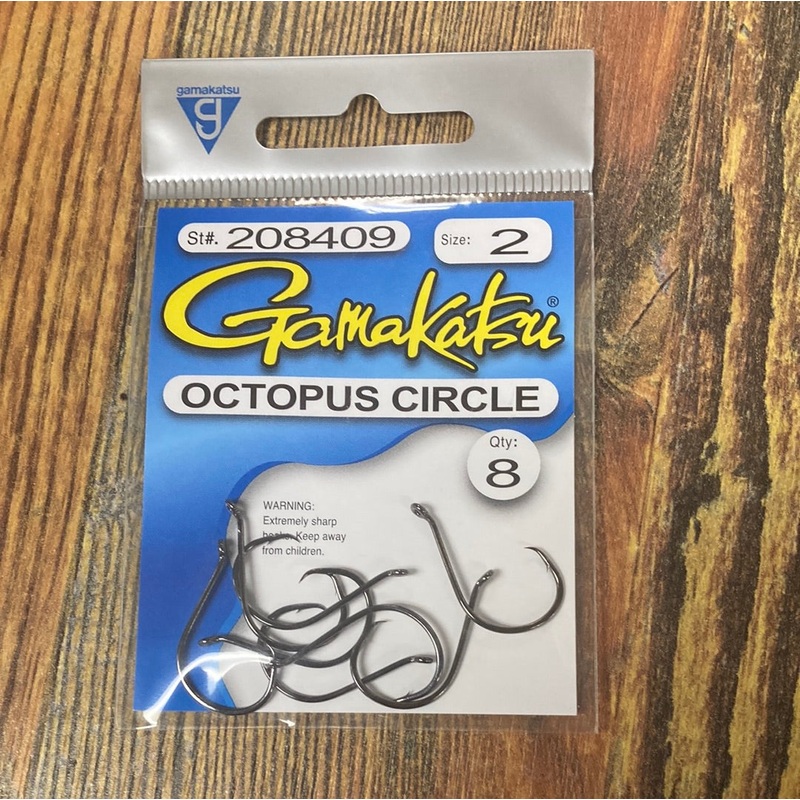 gamakatsu
g
St#. 208409
Size: 2
Gamakatsu®
OCTOPUS CIRCLE
Qty:
8
WARNING:
Extremely sharp
hooks. Keep away
from children.